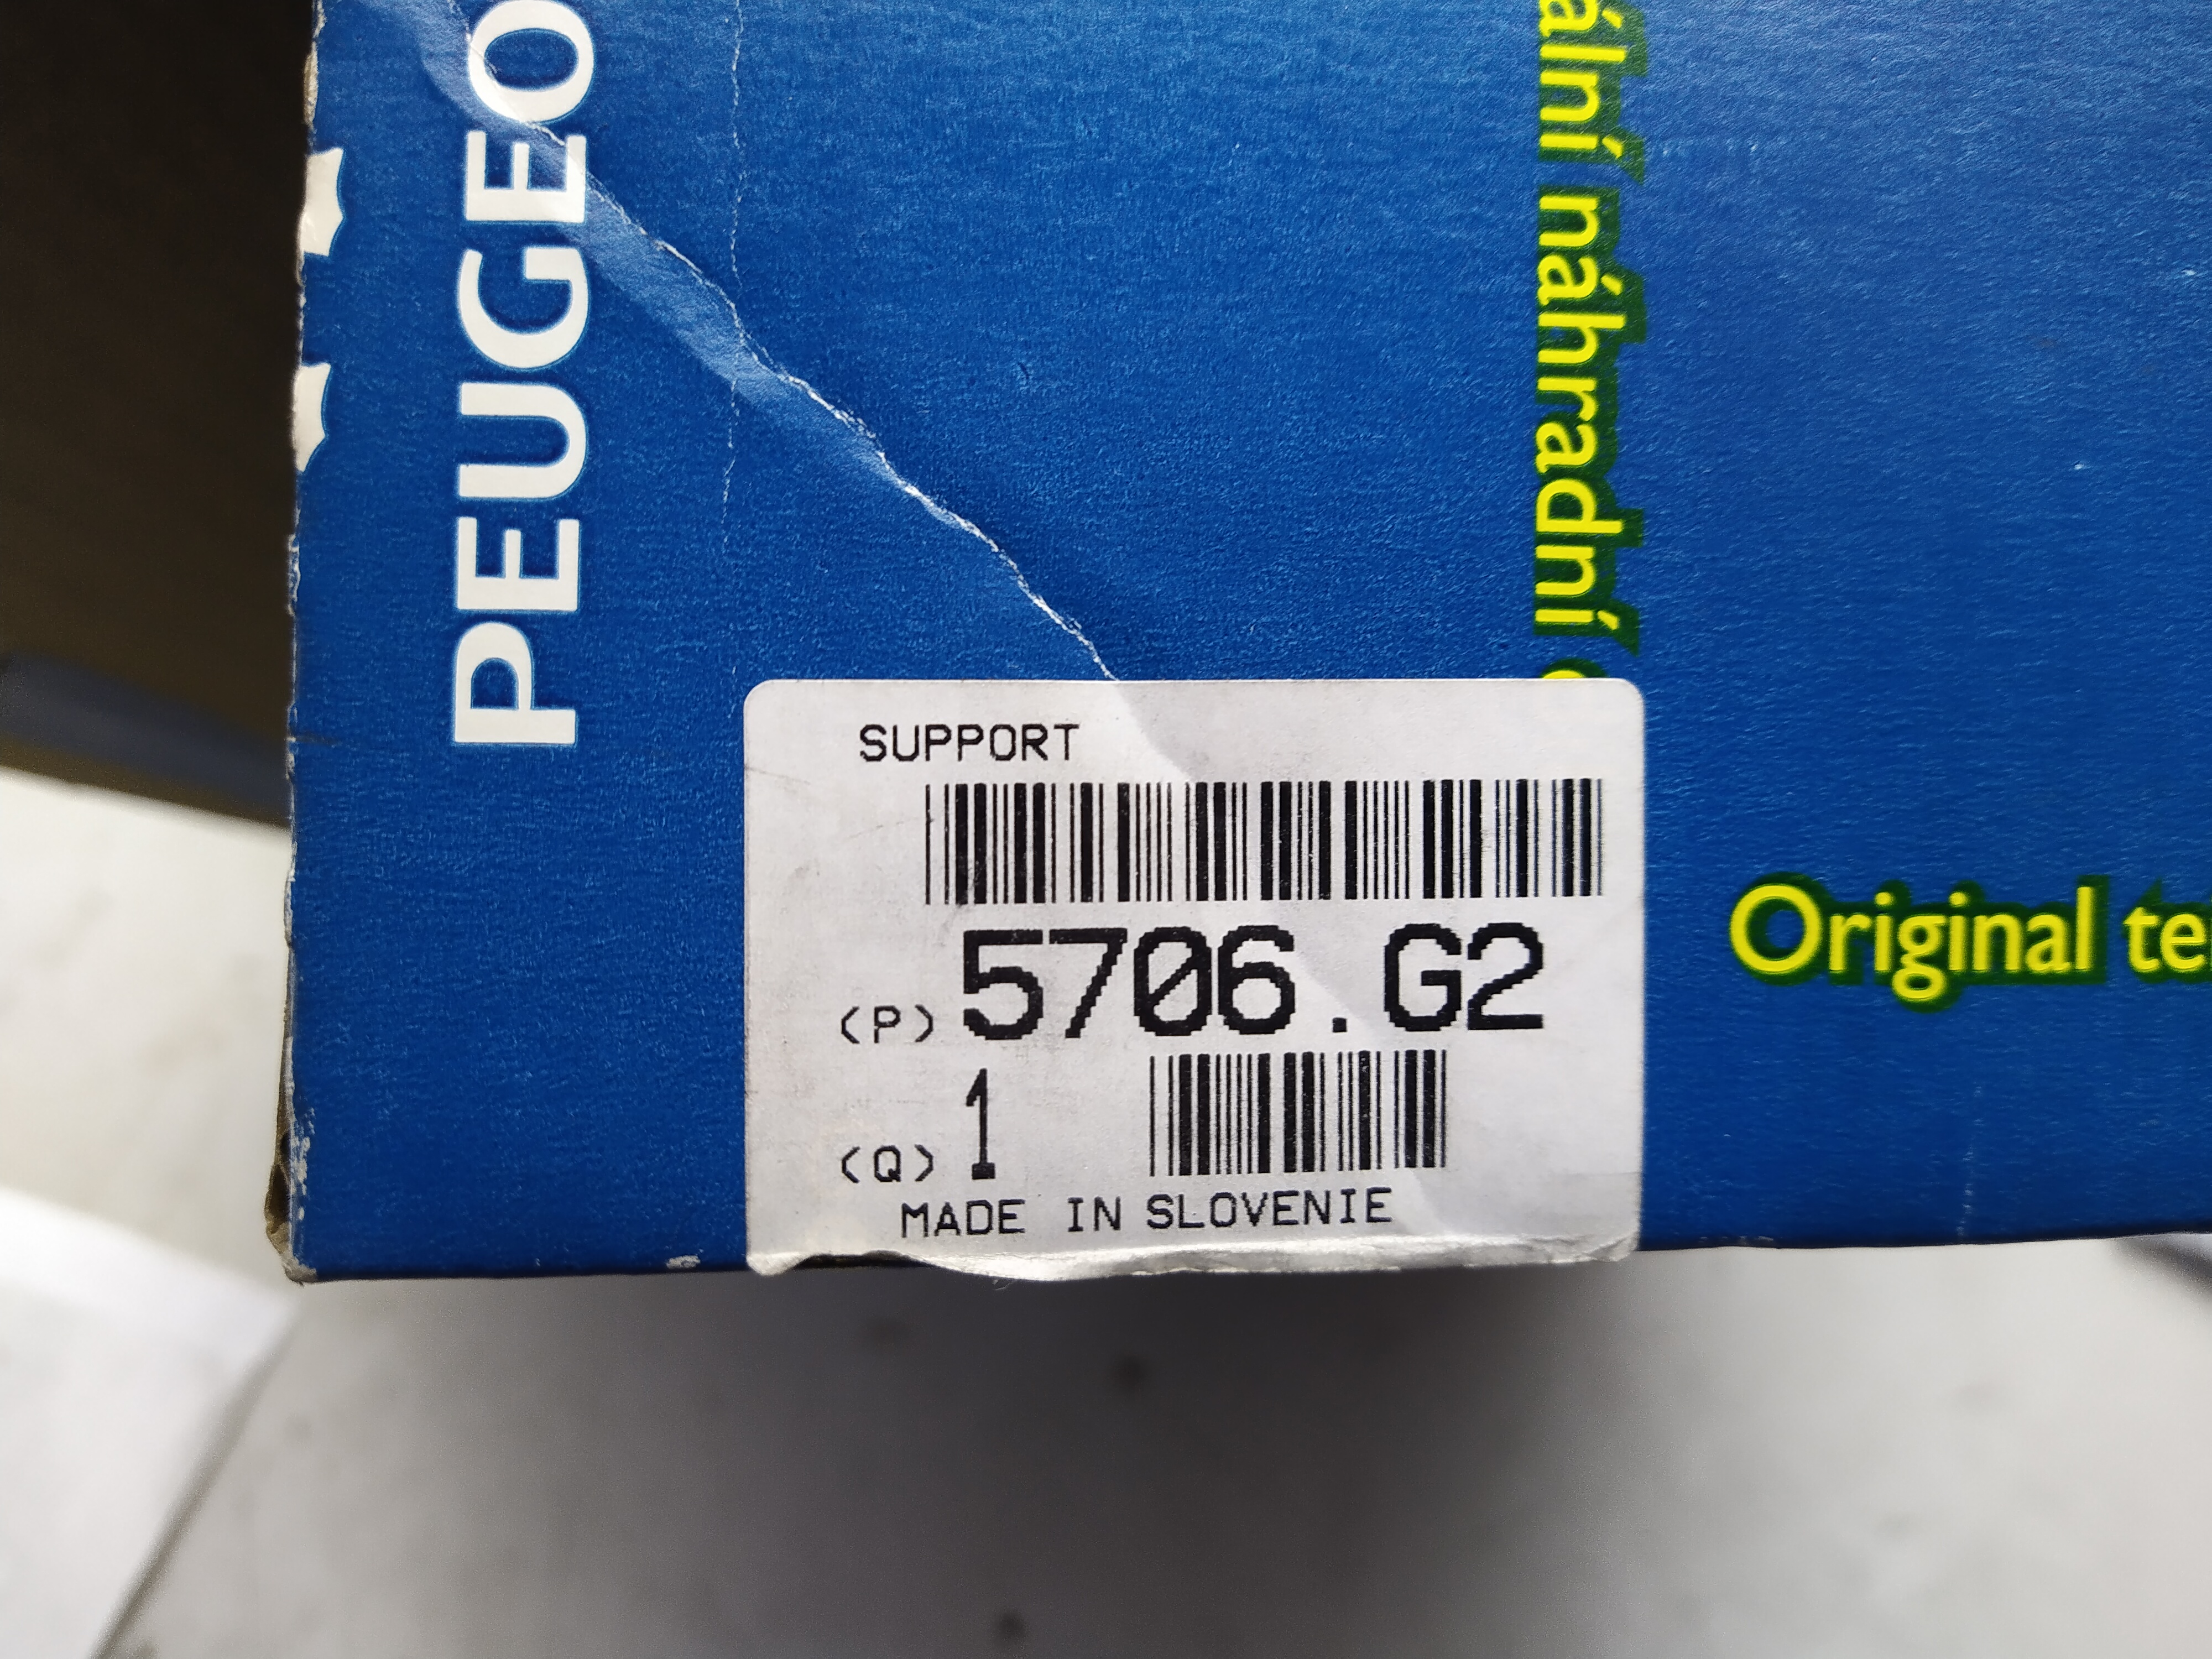 PEUGEO
ální náhradní
SUPPORT
(P) 5706.G2
(Q) 1
MADE IN SLOVENIE
Original te